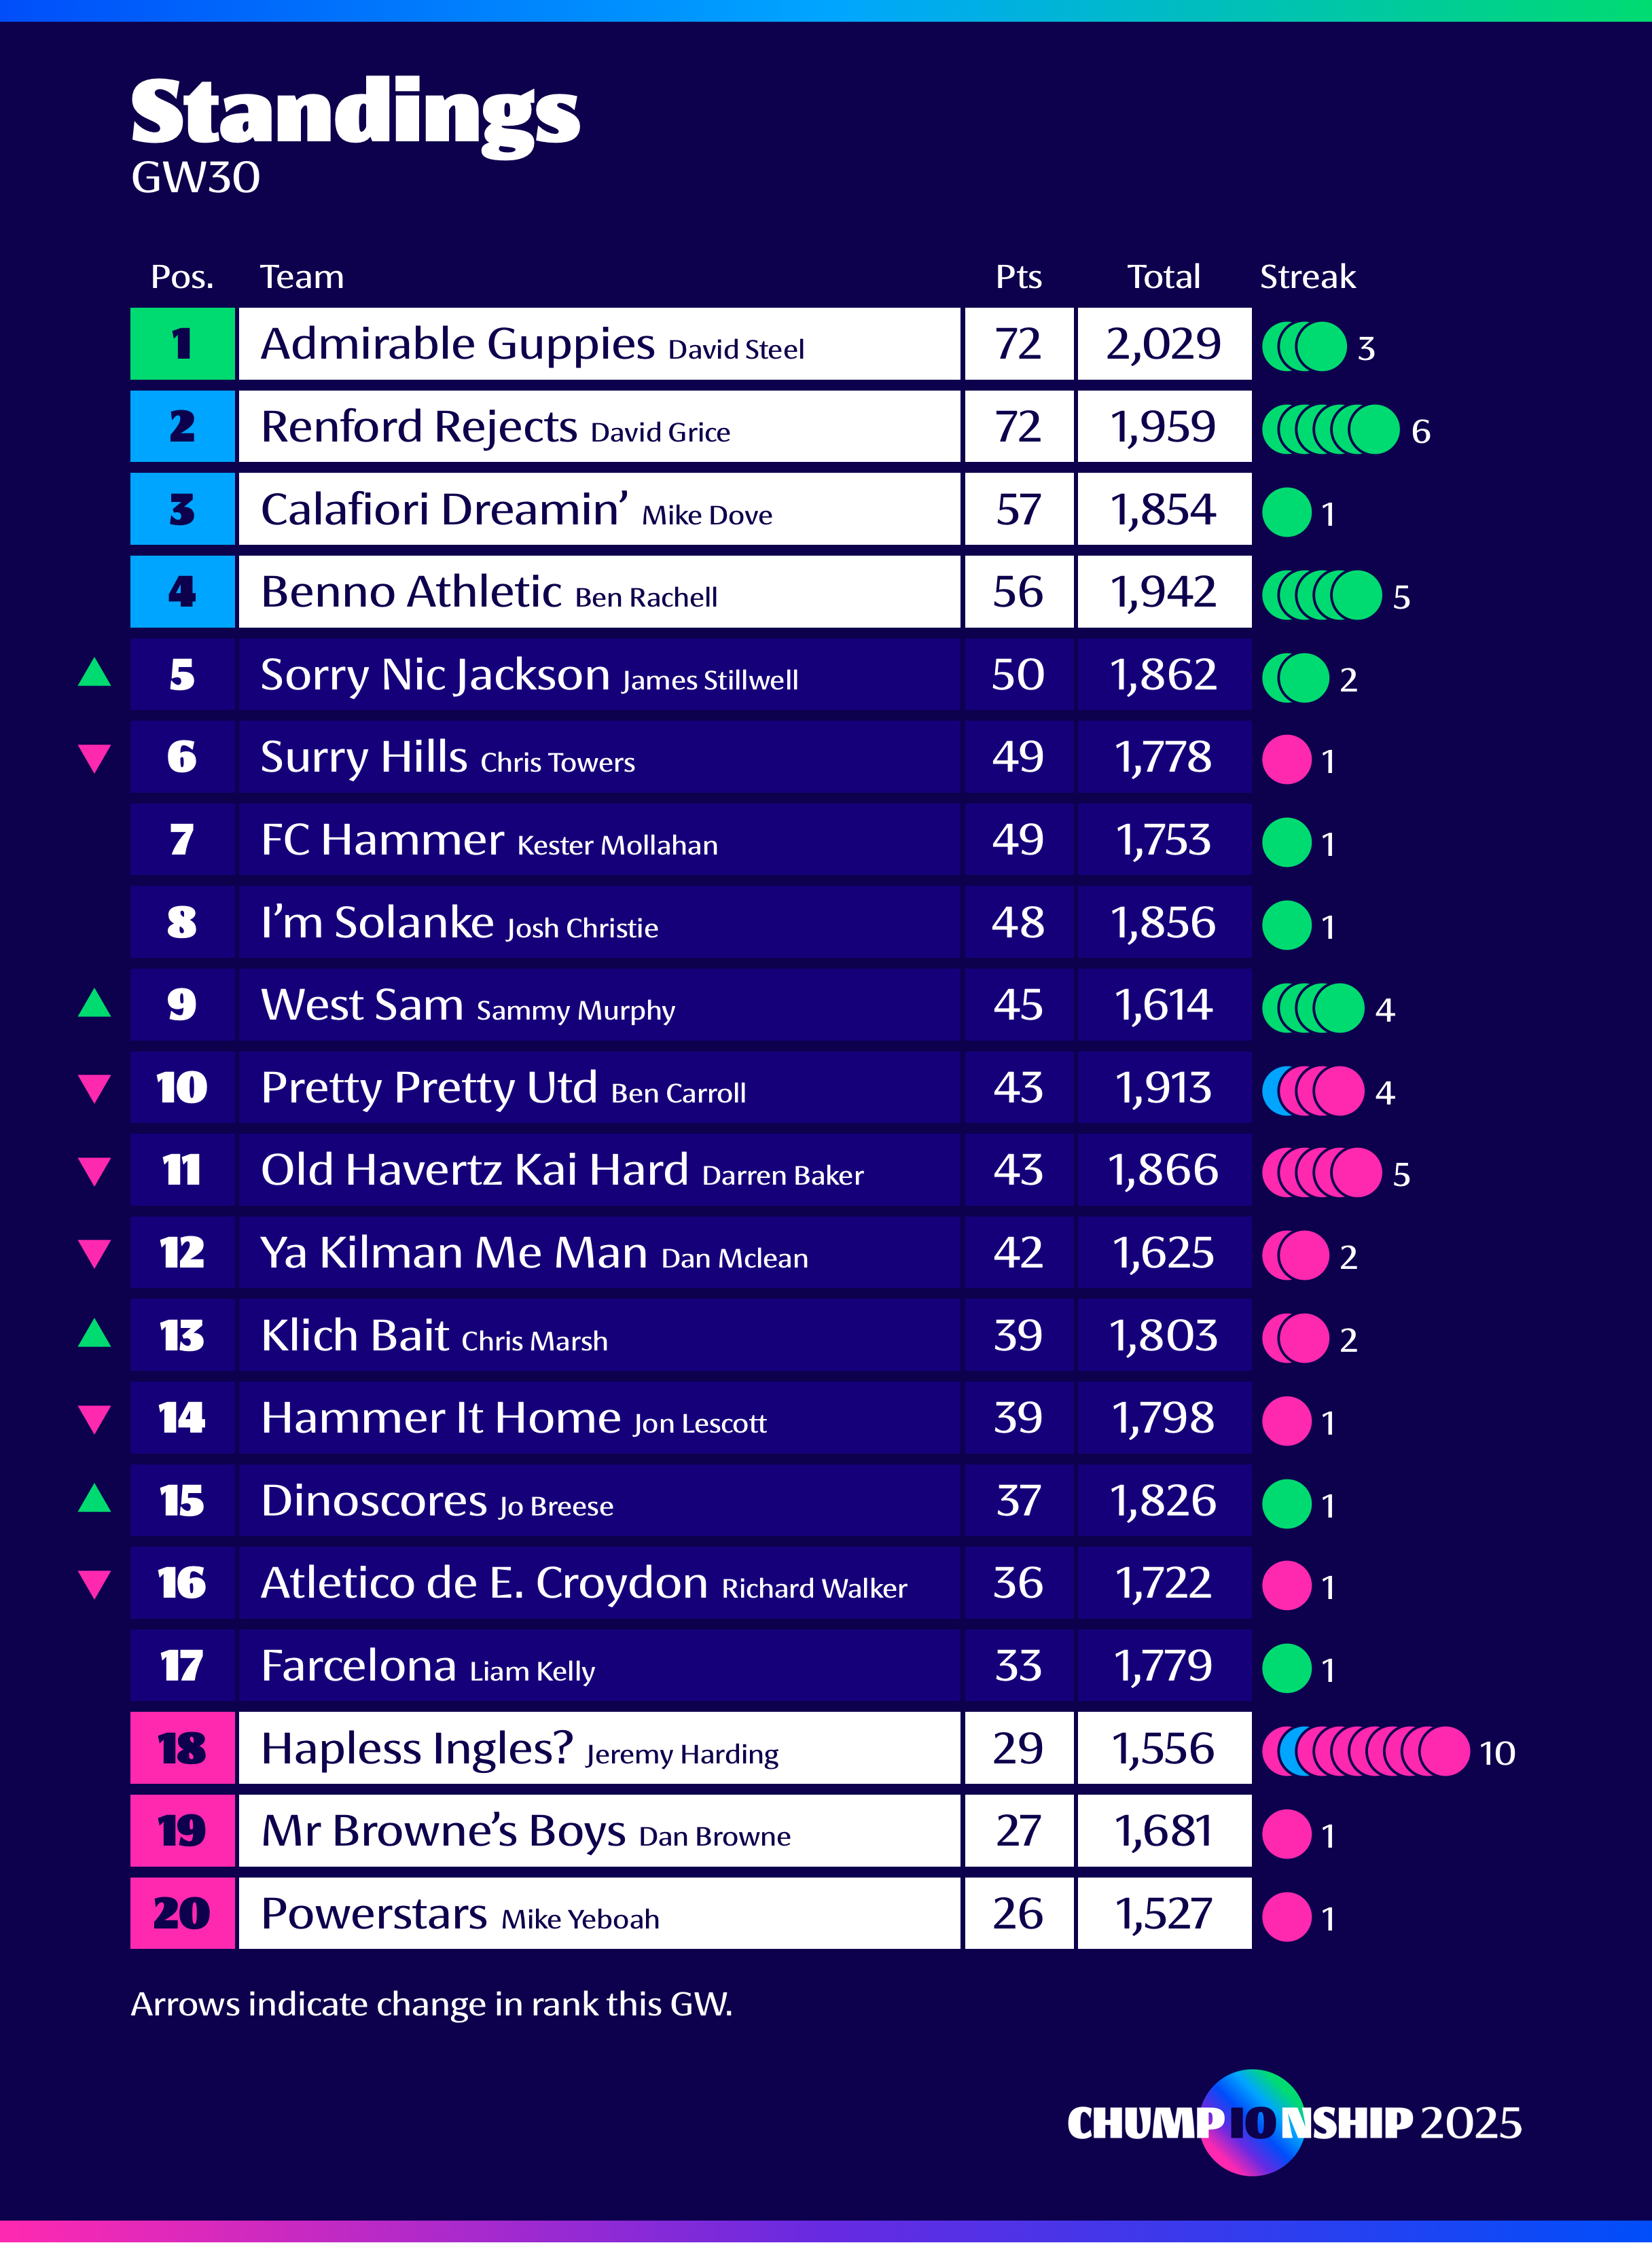 Standings
GW30
Pos. Team Pts Total Streak
1 Admirable Guppies David Steel 72 2,029 3
2 Renford Rejects David Grice 72 1,959 6
3 Calafiori Dreamin’ Mike Dove 57 1,854 1
4 Benno Athletic Ben Rachell 56 1,942 5
5 Sorry Nic Jackson James Stillwell 50 1,862 2
6 Surry Hills Chris Towers 49 1,778 1
7 FC Hammer Kester Mollahan 49 1,753 1
8 I’m Solanke Josh Christie 48 1,856 1
9 West Sam Sammy Murphy 45 1,614 4
10 Pretty Pretty Utd Ben Carroll 43 1,913 4
11 Old Havertz Kai Hard Darren Baker 43 1,866 5
12 Ya Kilman Me Man Dan Mclean 42 1,625 2
13 Klich Bait Chris Marsh 39 1,803 2
14 Hammer It Home Jon Lescott 39 1,798 1
15 Dinoscores Jo Breese 37 1,826 1
16 Atletico de E. Croydon Richard Walker 36 1,722 1
17 Farcelona Liam Kelly 33 1,779 1
18 Hapless Ingles? Jeremy Harding 29 1,556 10
19 Mr Browne’s Boys Dan Browne 27 1,681 1
20 Powerstars Mike Yeboah 26 1,527 1
Arrows indicate change in rank this GW.
CHUMPIONSHIP 2025